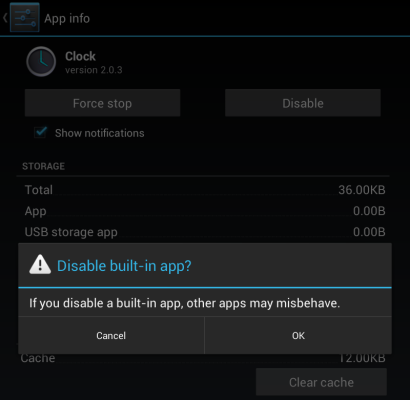 App info
Clock
version 2.0.3
Force stop
Disable
Show notifications
STORAGE
Total 36.00KB
App 0.00B
USB storage app 0.00B
Disable built-in app?
If you disable a built-in app, other apps may misbehave.
Cancel
OK
Cache 12.00KB
Clear cache